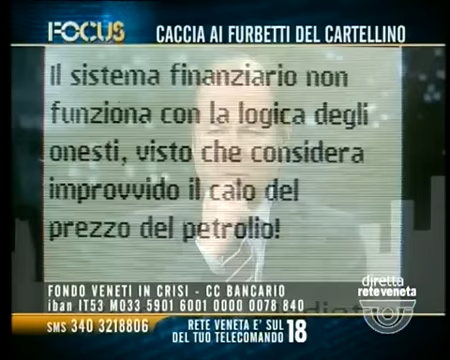 FOCUS
CACCIA AI FURBETTI DEL CARTELLINO
Il sistema finanziario non
funziona con la logica degli
onesti, visto che considera
improvvido il calo del
prezzo del petrolio!
FONDO VENETI IN CRISI - CC BANCARIO
iban IT53 M033 5901 6001 0000 0078 840
diretta
reteveneta
SMS 340 3218806
RETE VENETA E' SUL
DEL TUO TELECOMANDO 18